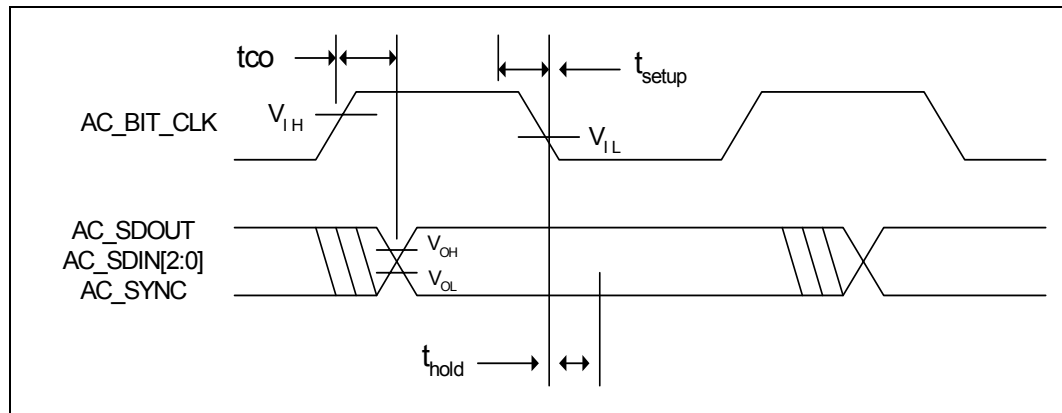 tco
t_setup
AC_BIT_CLK
V_IH
V_IL
AC_SDOUT
V_OH
AC_SDIN[2:0]
V_OL
AC_SYNC
t_hold